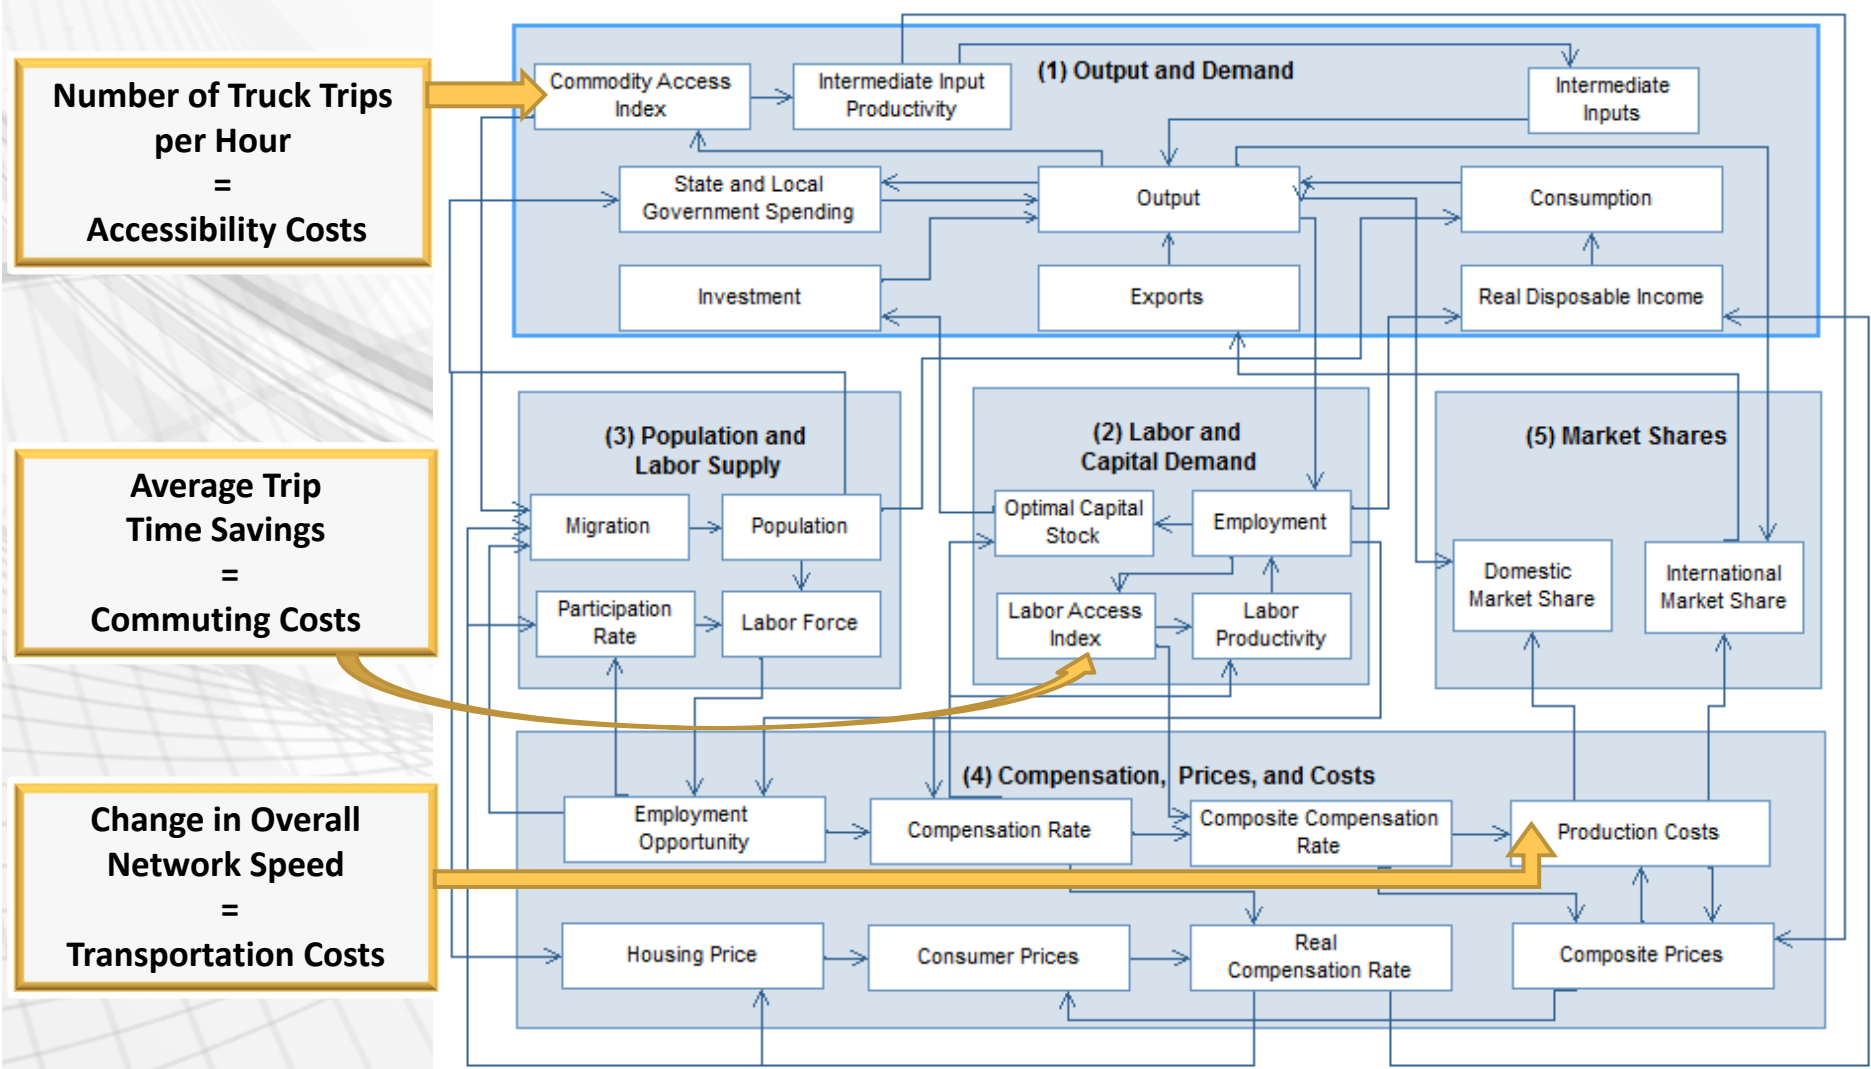 Number of Truck Trips
per Hour
=
Accessibility Costs
Average Trip
Time Savings
=
Commuting Costs
Change in Overall
Network Speed
=
Transportation Costs
(1) Output and Demand
Commodity Access
Index
Intermediate Input
Productivity
Intermediate
Inputs
State and Local
Government Spending
Output
Consumption
Investment
Exports
Real Disposable Income
(3) Population and
Labor Supply
Migration
Population
Participation
Rate
Labor Force
(2) Labor and
Capital Demand
Optimal Capital
Stock
Employment
Labor Access
Index
Labor
Productivity
(5) Market Shares
Domestic
Market Share
International
Market Share
(4) Compensation, Prices, and Costs
Employment
Opportunity
Compensation Rate
Composite Compensation
Rate
Production Costs
Housing Price
Consumer Prices
Real
Compensation Rate
Composite Prices